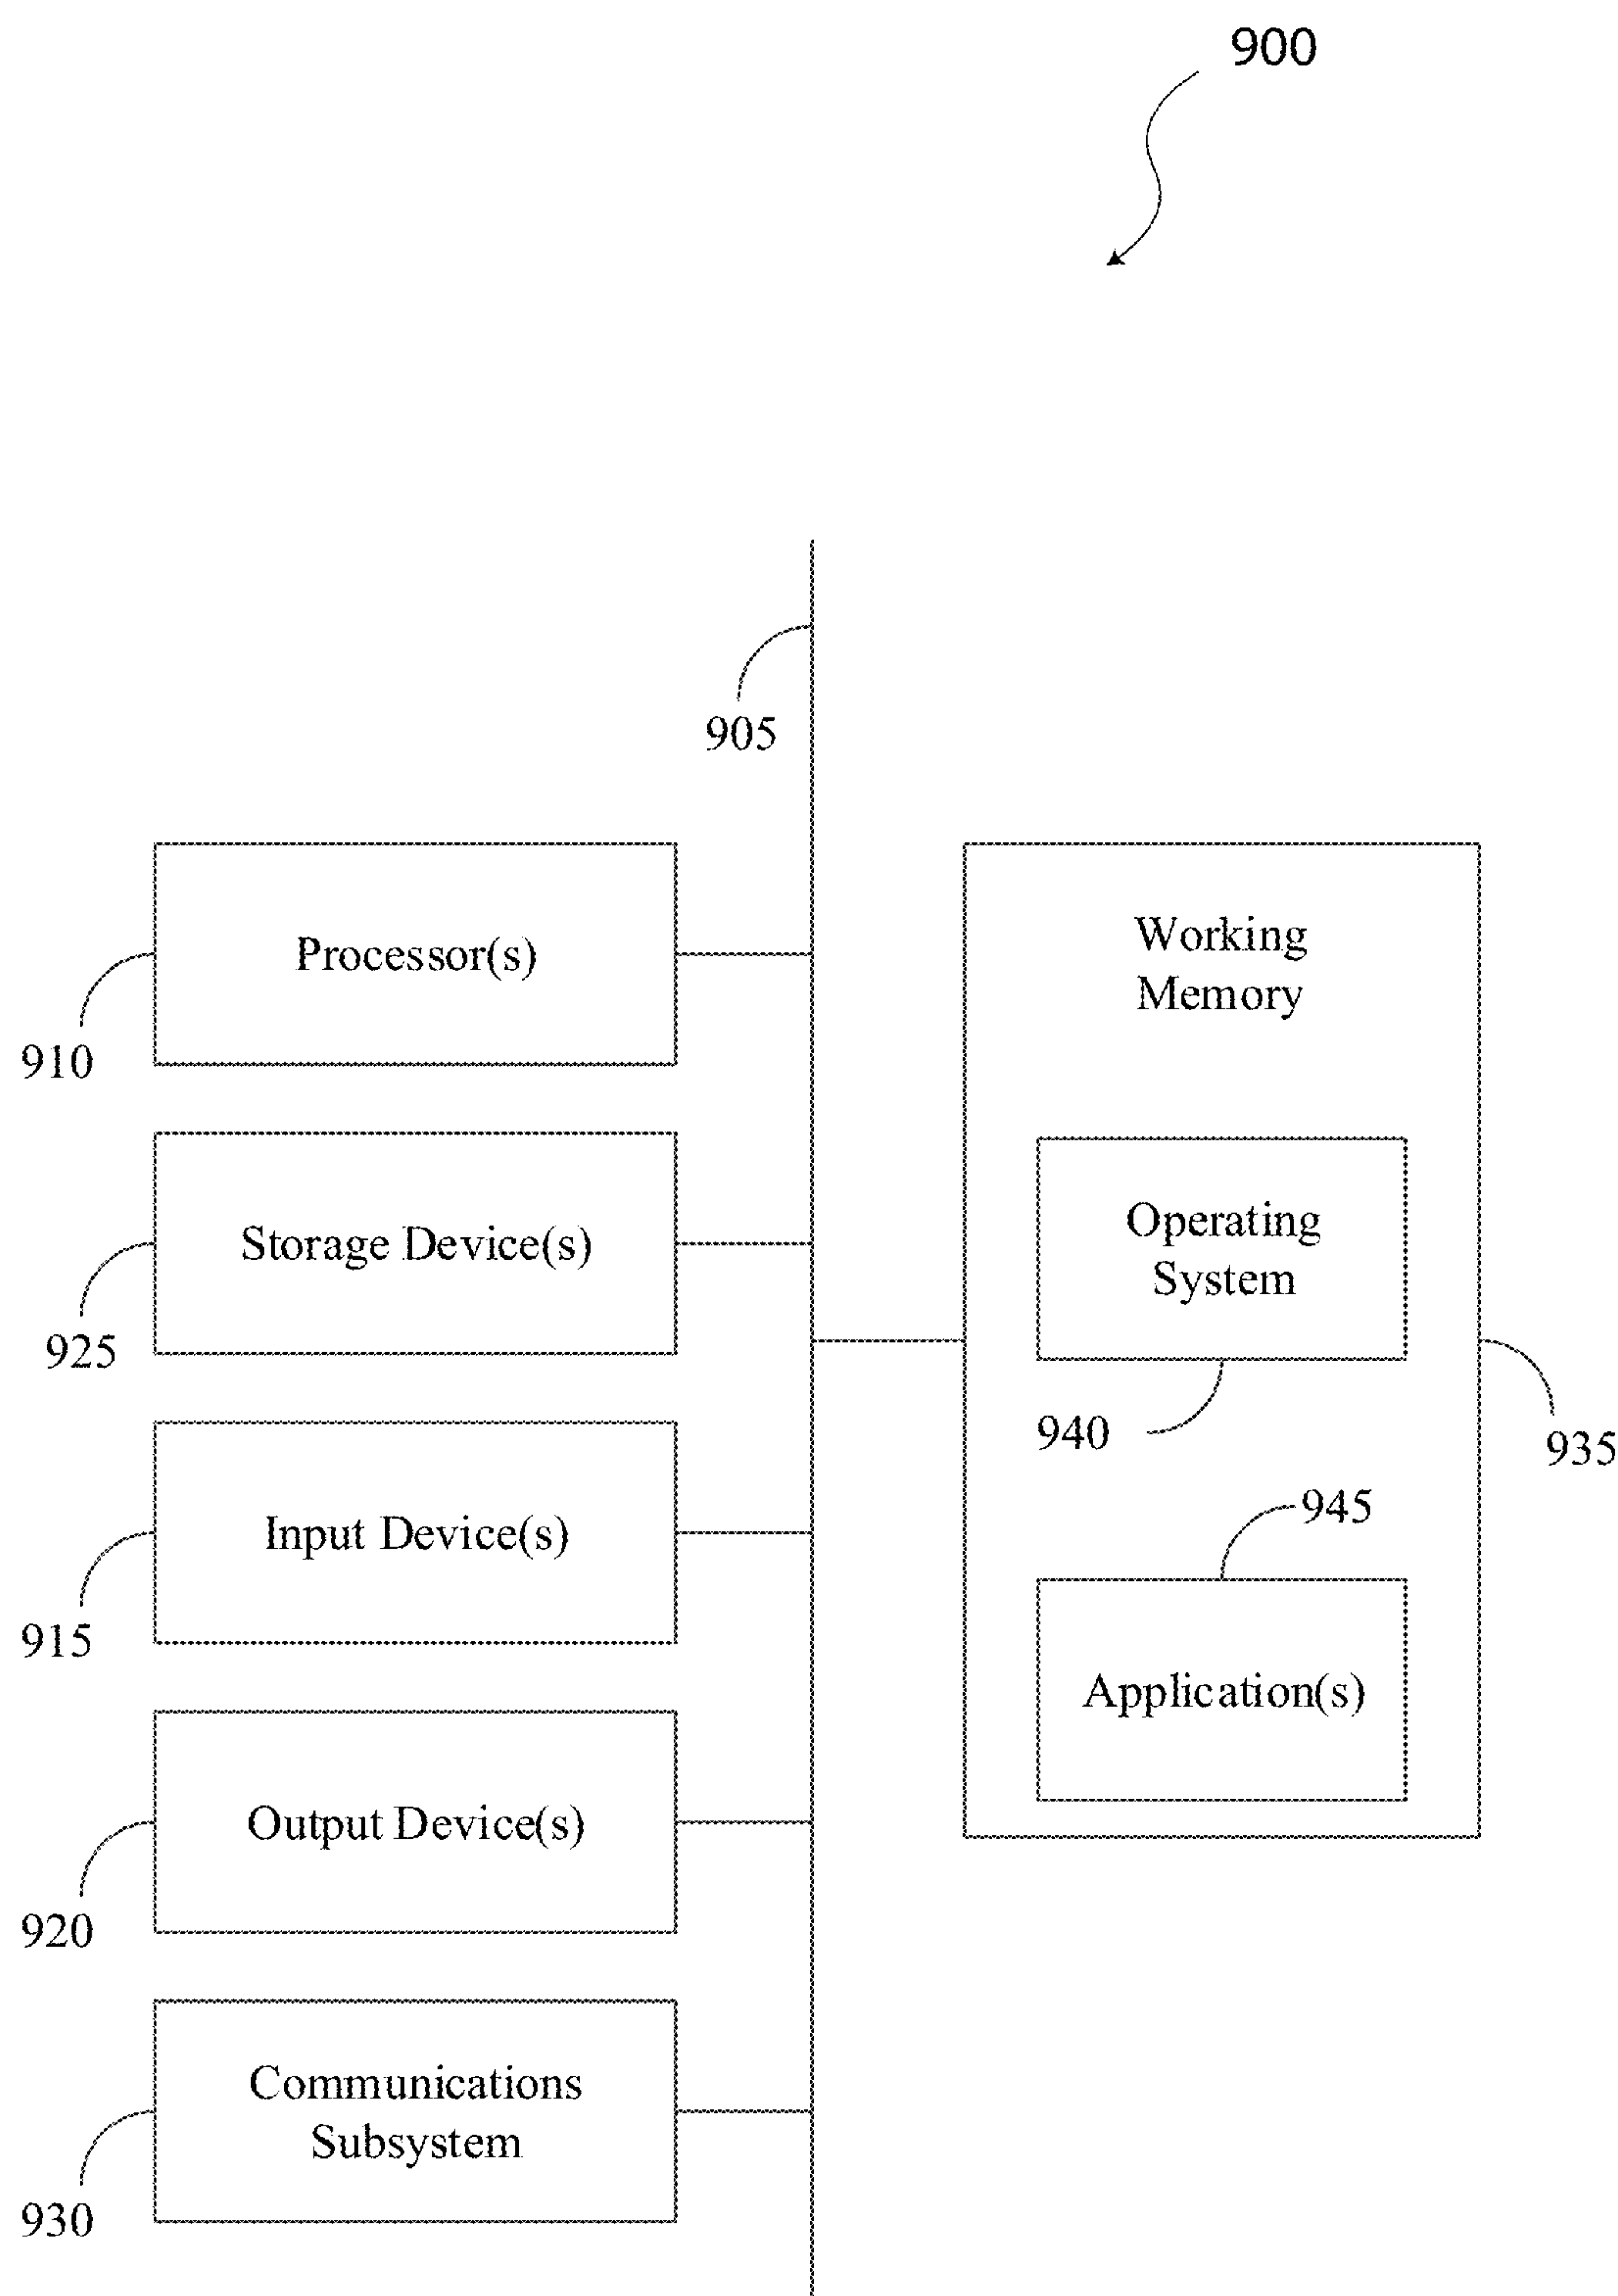 900
905
Processor(s)
910
Storage Device(s)
925
Input Device(s)
915
Output Device(s)
920
Communications
Subsystem
930
Working
Memory
Operating
System
940
935
945
Application(s)